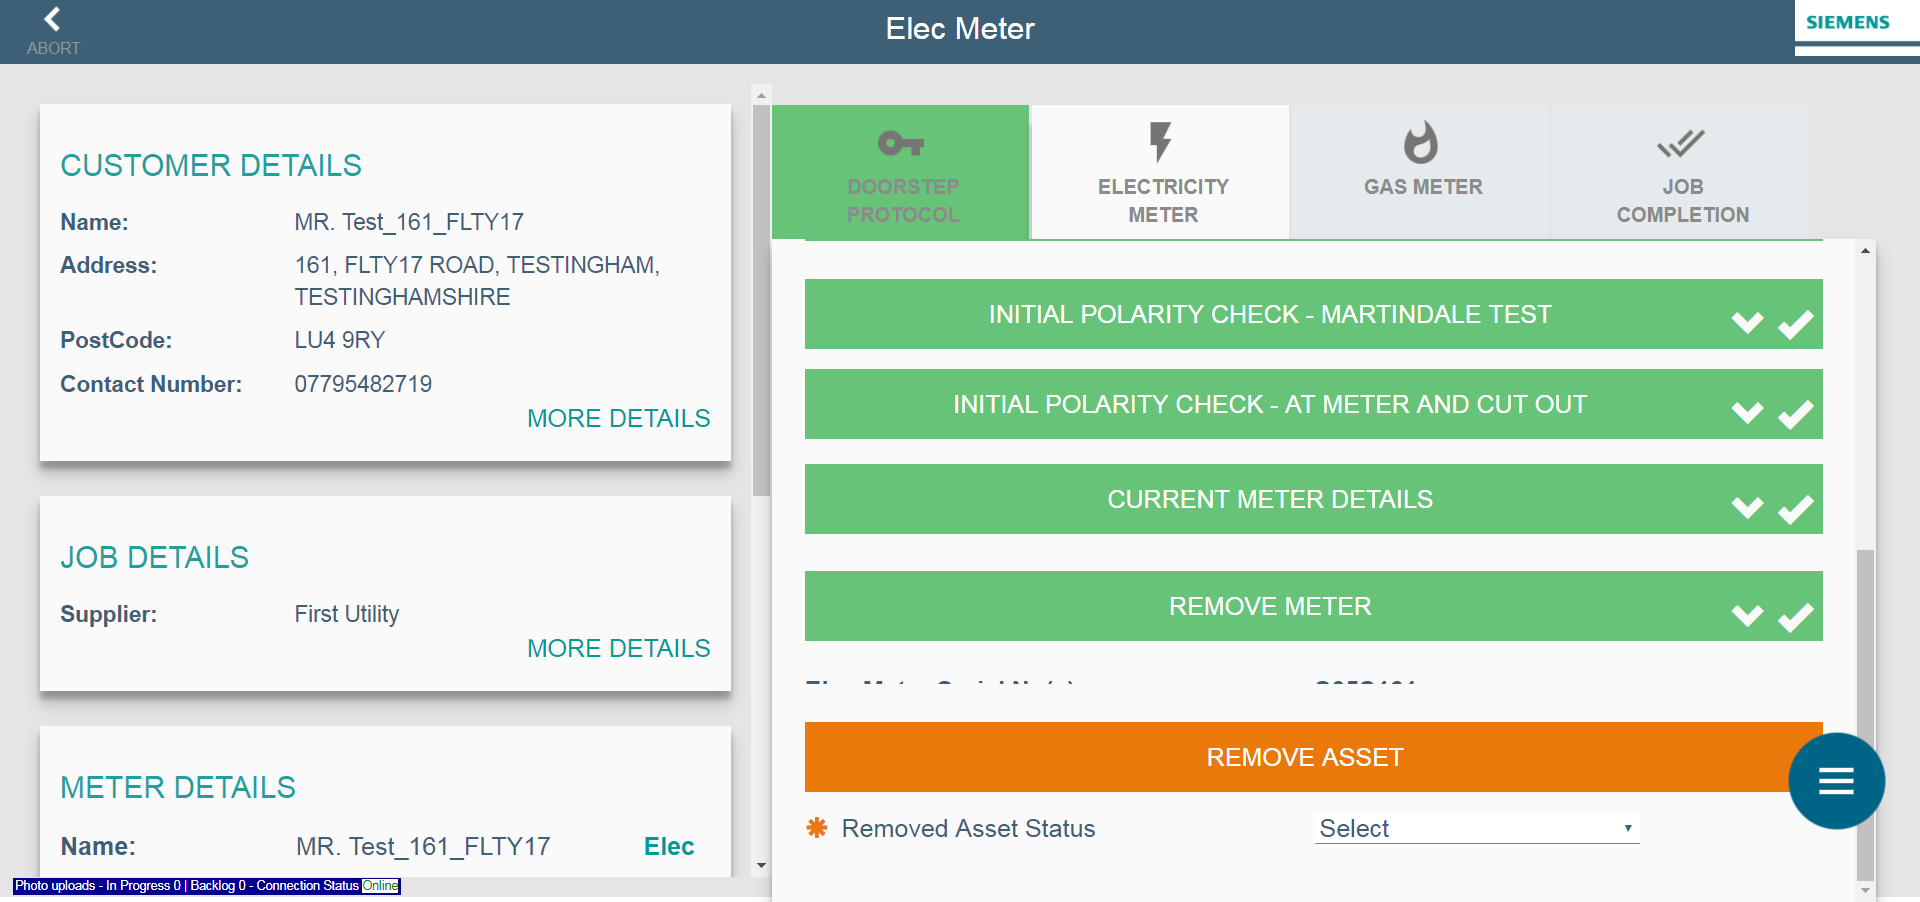 ABORT
Elec Meter
SIEMENS
CUSTOMER DETAILS
Name: MR. Test_161_FLTY17
Address: 161, FLTY17 ROAD, TESTINGHAM,
TESTINGHAMSHIRE
PostCode: LU4 9RY
Contact Number: 07795482719
MORE DETAILS
JOB DETAILS
Supplier: First Utility
MORE DETAILS
METER DETAILS
Name: MR. Test_161_FLTY17 Elec
Photo uploads - In Progress 0 | Backlog 0 - Connection Status Online
DOORSTEP
PROTOCOL
ELECTRICITY
METER
GAS METER
JOB
COMPLETION
INITIAL POLARITY CHECK - MARTINDALE TEST
INITIAL POLARITY CHECK - AT METER AND CUT OUT
CURRENT METER DETAILS
REMOVE METER
REMOVE ASSET
Removed Asset Status Select